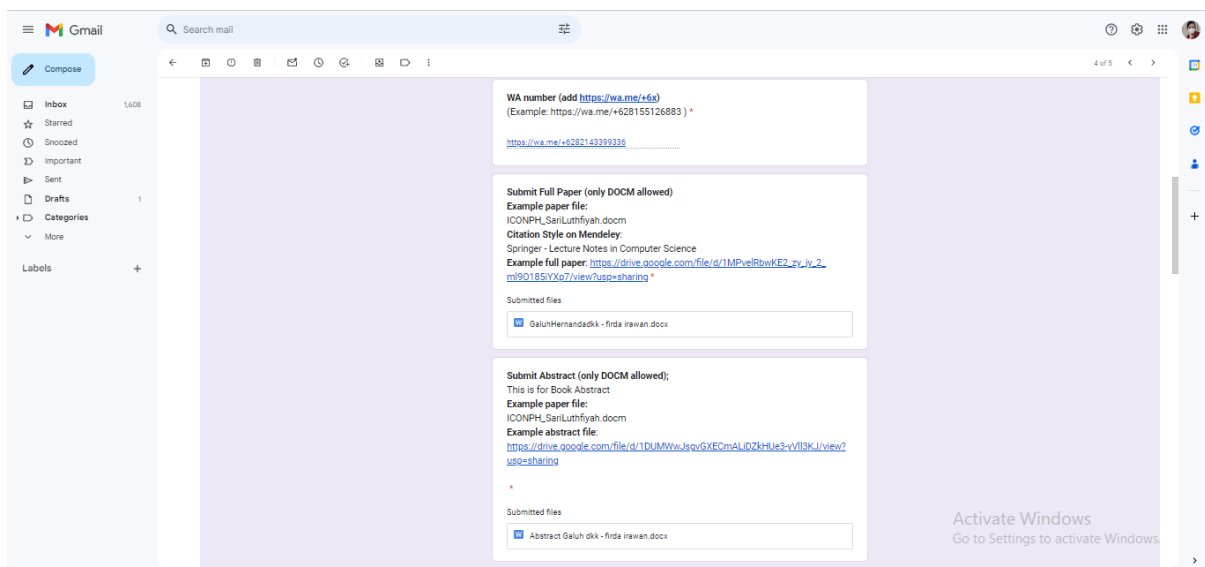 Gmail
Search mail
Compose
4 of 5
Inbox 1,608
Starred
Snoozed
Important
Sent
Drafts 1
Categories
More
Labels
WA number (add https://wa.me/+6x)
(Example: https://wa.me/+628155126883 ) *
https://wa.me/+6282143399336
Submit Full Paper (only DOCM allowed)
Example paper file:
ICONPH_SariLuthfiyah.docm
Citation Style on Mendeley:
Springer - Lecture Notes in Computer Science
Example full paper: https://drive.google.com/file/d/1MPvelRbwKE2_zy_jy_2_
ml9O185iYXp7/view?usp=sharing *
Submitted files
W GaluhHernandadkk - firda irawan.docx
Submit Abstract (only DOCM allowed);
This is for Book Abstract
Example paper file:
ICONPH_SariLuthfiyah.docm
Example abstract file:
https://drive.google.com/file/d/1DUMWwJsgvGXECmALiDZkHUe3-yVll3KJ/view?
usp=sharing
*
Submitted files
W Abstract Galuh dkk - firda irawan.docx
Activate Windows
Go to Settings to activate Windows.